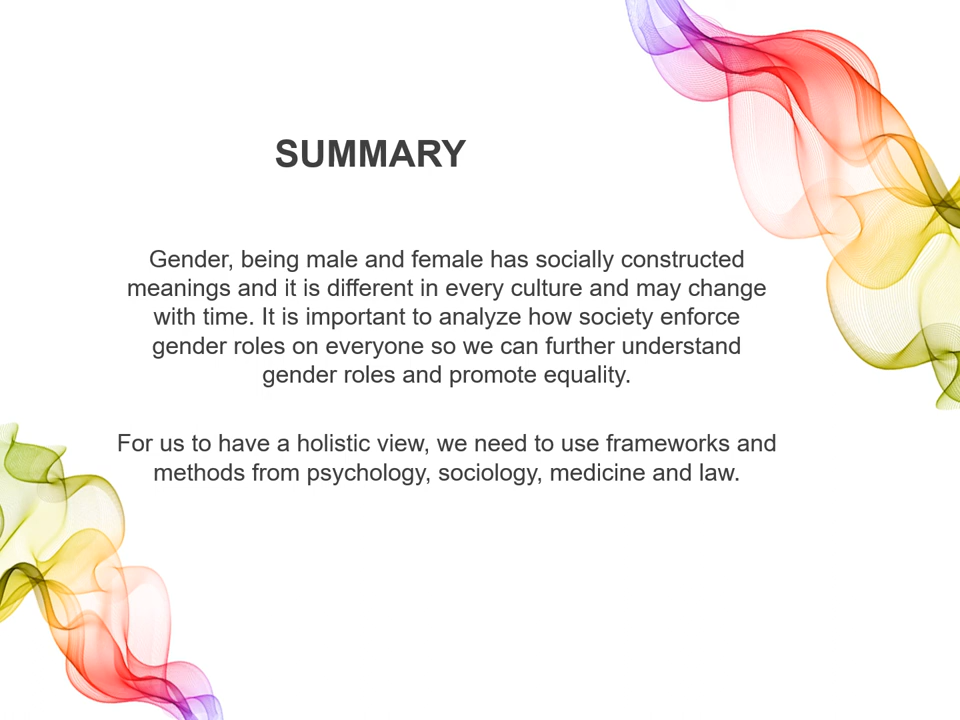 SUMMARY
Gender, being male and female has socially constructed
meanings and it is different in every culture and may change
with time. It is important to analyze how society enforce
gender roles on everyone so we can further understand
gender roles and promote equality.
For us to have a holistic view, we need to use frameworks and
methods from psychology, sociology, medicine and law.